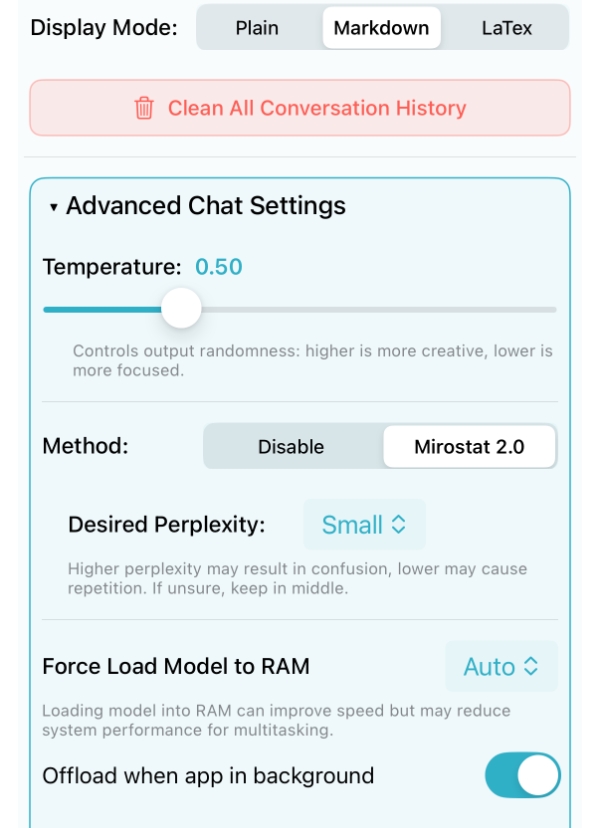 Display Mode: Plain Markdown LaTex
Clean All Conversation History
▾ Advanced Chat Settings
Temperature: 0.50
Controls output randomness: higher is more creative, lower is
more focused.
Method: Disable Mirostat 2.0
Desired Perplexity: Small
Higher perplexity may result in confusion, lower may cause
repetition. If unsure, keep in middle.
Force Load Model to RAM Auto
Loading model into RAM can improve speed but may reduce
system performance for multitasking.
Offload when app in background